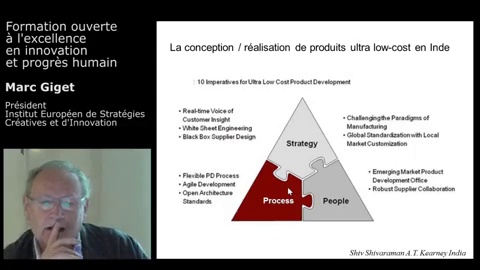 Formation ouverte
à l'excellence
en innovation
et progrès humain
Marc Giget
Président
Institut Européen de Stratégies
Créatives et d'Innovation
La conception / réalisation de produits ultra low-cost en Inde
10 Imperatives for Ultra Low Cost Product Development
• Real-time Voice of
Customer Insight
• White Sheet Engineering
• Black Box Supplier Design
• Challenging the Paradigms of
Manufacturing
• Global Standardization with Local
Market Customization
Strategy
• Flexible PD Process
• Agile Development
• Open Architecture
Standards
• Emerging Market Product
Development Office
• Robust Supplier Collaboration
Process
People
Shiv Shivaraman A.T. Kearney India